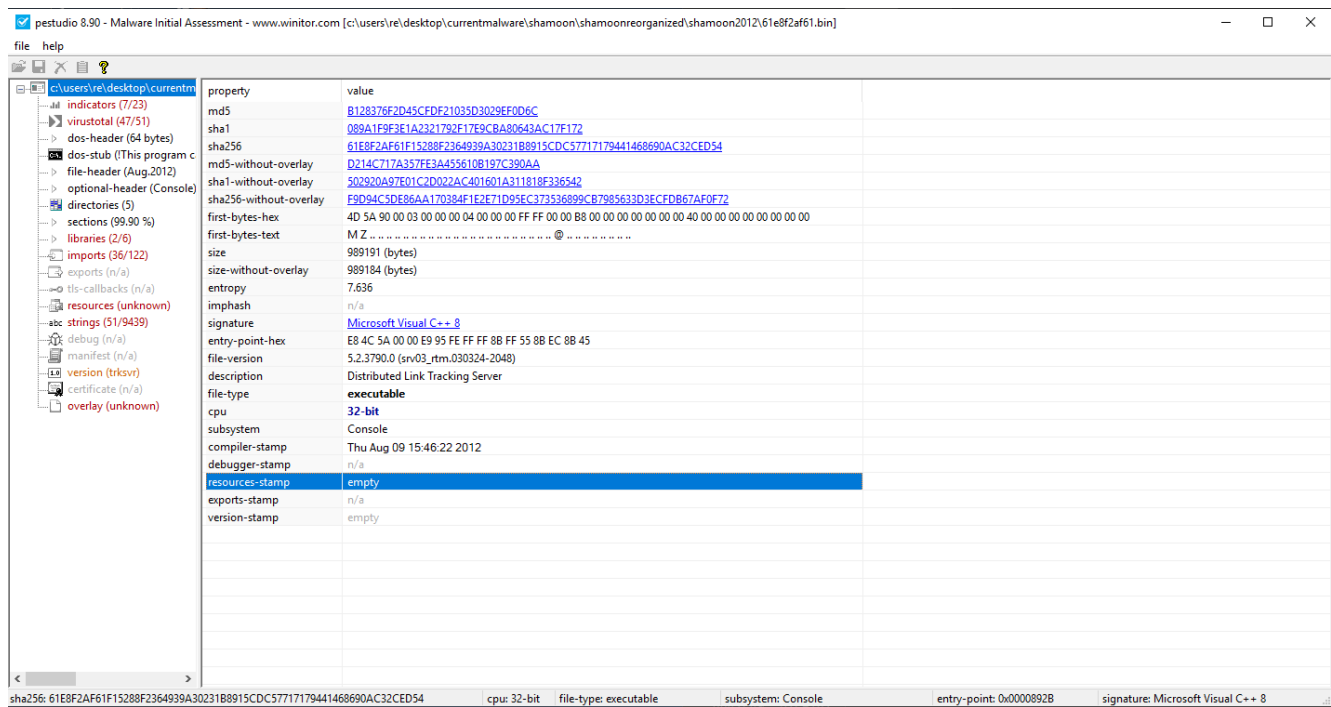 pestudio 8.90 - Malware Initial Assessment - www.winitor.com [c:\users\re\desktop\currentmalware\shamoon\shamoonreorganized\shamoon2012\61e8f2af61.bin]
file help
c:\users\re\desktop\currentm
indicators (7/23)
virustotal (47/51)
dos-header (64 bytes)
dos-stub (!This program c
file-header (Aug.2012)
optional-header (Console)
directories (5)
sections (99.90 %)
libraries (2/6)
imports (36/122)
exports (n/a)
tls-callbacks (n/a)
resources (unknown)
abc strings (51/9439)
debug (n/a)
manifest (n/a)
1.0 version (trksvr)
certificate (n/a)
overlay (unknown)
property value
md5 B128376F2D45CFDF21035D3029EF0D6C
sha1 089A1F9F3E1A2321792F17E9CBA80643AC17F172
sha256 61E8F2AF61F15288F2364939A30231B8915CDC57717179441468690AC32CED54
md5-without-overlay D214C717A357FE3A455610B197C390AA
sha1-without-overlay 502920A97E01C2D022AC401601A311818F336542
sha256-without-overlay F9D94C5DE86AA170384F1E2E71D95EC373536899CB7985633D3ECFDB67AF0F72
first-bytes-hex 4D 5A 90 00 03 00 00 00 04 00 00 00 FF FF 00 00 B8 00 00 00 00 00 00 00 40 00 00 00 00 00 00 00
first-bytes-text M Z .. .. .. .. .. .. .. .. .. .. .. .. .. .. .. .. .. .. .. .. .. .. @ .. .. .. .. .. .. ..
size 989191 (bytes)
size-without-overlay 989184 (bytes)
entropy 7.636
imphash n/a
signature Microsoft Visual C++ 8
entry-point-hex E8 4C 5A 00 00 E9 95 FE FF FF 8B FF 55 8B EC 8B 45
file-version 5.2.3790.0 (srv03_rtm.030324-2048)
description Distributed Link Tracking Server
file-type executable
cpu 32-bit
subsystem Console
compiler-stamp Thu Aug 09 15:46:22 2012
debugger-stamp n/a
resources-stamp empty
exports-stamp n/a
version-stamp empty
sha256: 61E8F2AF61F15288F2364939A30231B8915CDC57717179441468690AC32CED54 cpu: 32-bit file-type: executable subsystem: Console entry-point: 0x0000892B signature: Microsoft Visual C++ 8